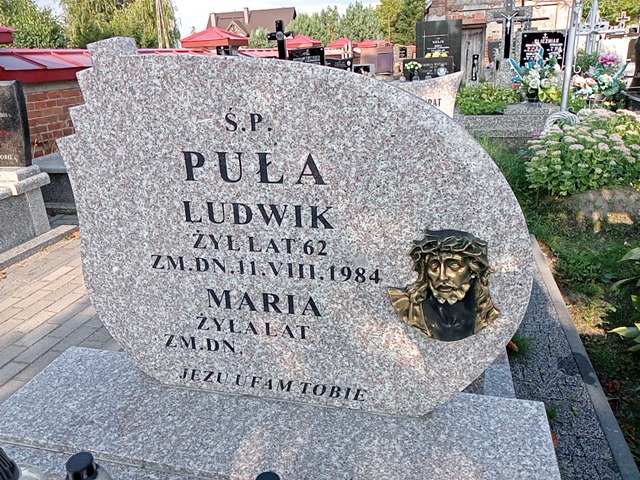 Ś.P.
PUŁA
LUDWIK
ŻYŁ LAT 62
ZM.DN.11.VIII.1984
MARIA
ŻYŁA LAT
ZM.DN.
JEZU UFAM TOBIE